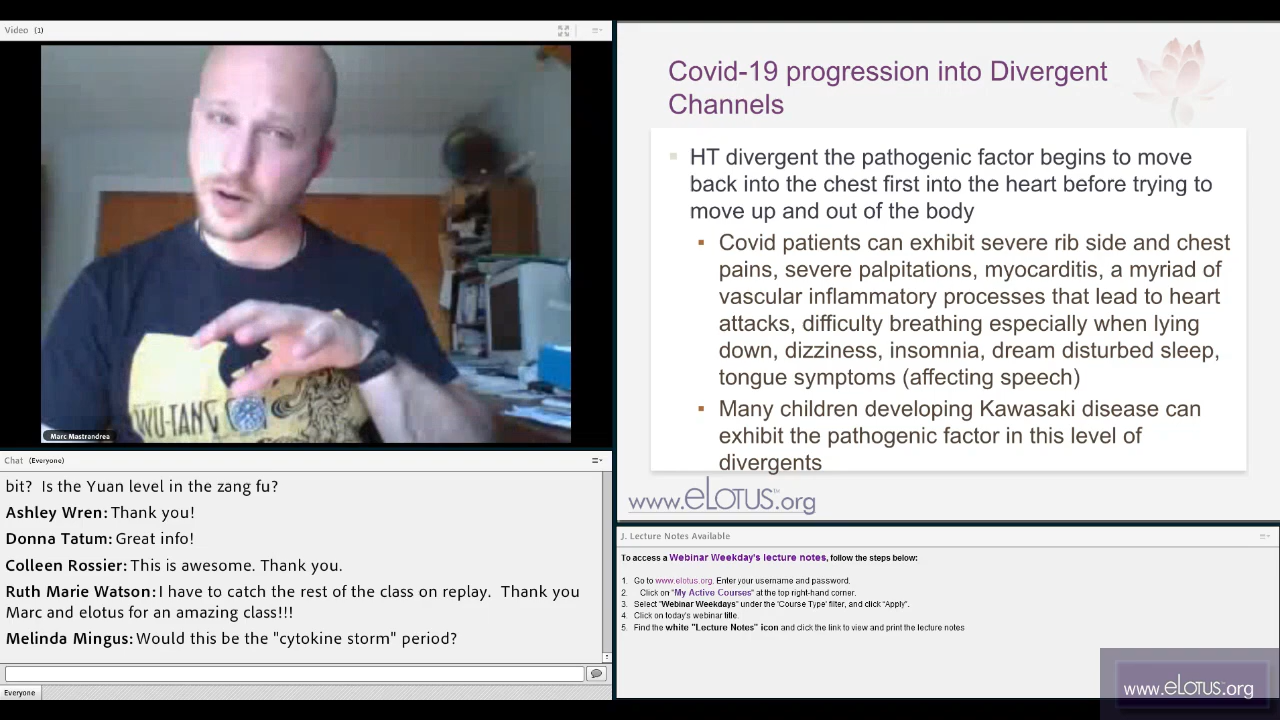 Video (1)
WU-TANG
Marc Mastrandrea
Chat (Everyone)
bit? Is the Yuan level in the zang fu?
Ashley Wren: Thank you!
Donna Tatum: Great info!
Colleen Rossier: This is awesome. Thank you.
Ruth Marie Watson: I have to catch the rest of the class on replay. Thank you
Marc and elotus for an amazing class!!!
Melinda Mingus: Would this be the "cytokine storm" period?
Everyone
Covid-19 progression into Divergent
Channels
HT divergent the pathogenic factor begins to move
back into the chest first into the heart before trying to
move up and out of the body
Covid patients can exhibit severe rib side and chest
pains, severe palpitations, myocarditis, a myriad of
vascular inflammatory processes that lead to heart
attacks, difficulty breathing especially when lying
down, dizziness, insomnia, dream disturbed sleep,
tongue symptoms (affecting speech)
Many children developing Kawasaki disease can
exhibit the pathogenic factor in this level of
divergents
www.eLOTUS.org
J. Lecture Notes Available
To access a Webinar Weekday's lecture notes, follow the steps below:
1. Go to www.elotus.org. Enter your username and password.
2. Click on "My Active Courses" at the top right-hand corner.
3. Select "Webinar Weekdays" under the 'Course Type' filter, and click "Apply".
4. Click on today's webinar title.
5. Find the white "Lecture Notes" icon and click the link to view and print the lecture notes
www.eLOTUS.org